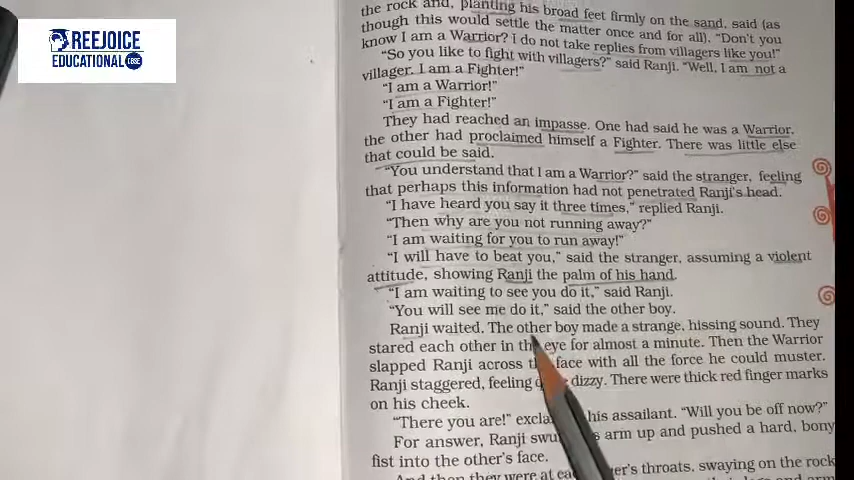 REEJOICE
EDUCATIONAL CBSE
the rock and, planting his broad feet firmly on the sand, said (as
though this would settle the matter once and for all), "Don't you
know I am a Warrior? I do not take replies from villagers like you!"
"So you like to fight with villagers?" said Ranji. "Well, I am not a
villager. I am a Fighter!"
"I am a Warrior!"
"I am a Fighter!"
They had reached an impasse. One had said he was a Warrior,
the other had proclaimed himself a Fighter. There was little else
that could be said.
"You understand that I am a Warrior?" said the stranger, feeling
that perhaps this information had not penetrated Ranji's head.
"I have heard you say it three times," replied Ranji.
"Then why are you not running away?"
"I am waiting for you to run away!"
"I will have to beat you," said the stranger, assuming a violent
attitude, showing Ranji the palm of his hand.
"I am waiting to see you do it," said Ranji.
"You will see me do it," said the other boy.
Ranji waited. The other boy made a strange, hissing sound. They
stared each other in the eye for almost a minute. Then the Warrior
slapped Ranji across the face with all the force he could muster.
Ranji staggered, feeling dizzy. There were thick red finger marks
on his cheek.
"There you are!" his assailant. "Will you be off now?"
For answer, Ranji arm up and pushed a hard, bony
fist into the other's face.
And then they were at throats, swaying on the rock